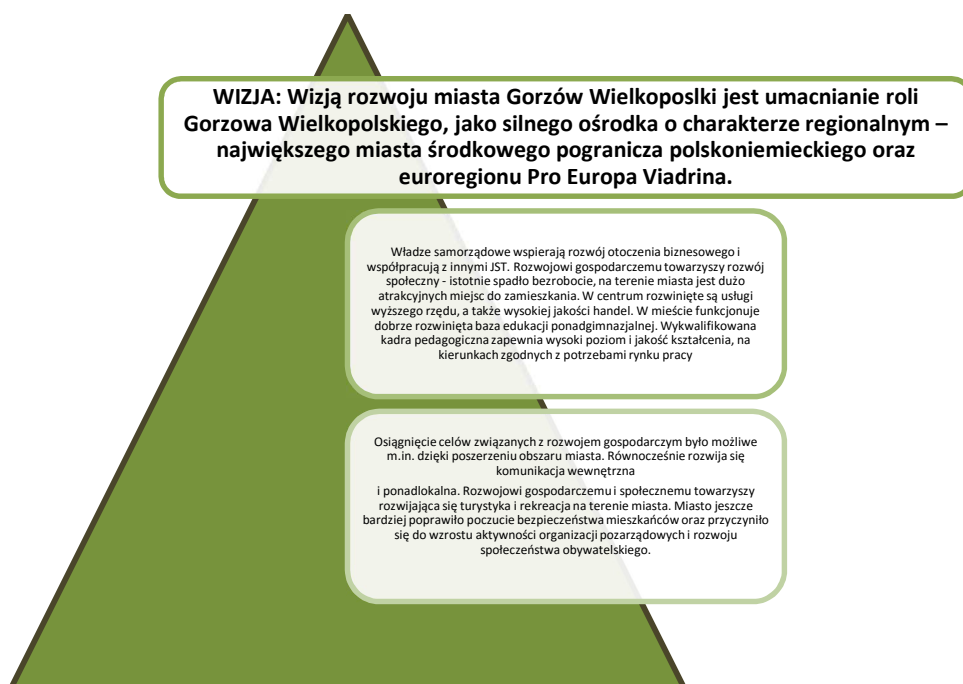 WIZJA: Wizją rozwoju miasta Gorzów Wielkoposlki jest umacnianie roli
Gorzowa Wielkopolskiego, jako silnego ośrodka o charakterze regionalnym –
największego miasta środkowego pogranicza polskoniemieckiego oraz
euroregionu Pro Europa Viadrina.
Władze samorządowe wspierają rozwój otoczenia biznesowego i
współpracują z innymi JST. Rozwojowi gospodarczemu towarzyszy rozwój
społeczny - istotnie spadło bezrobocie, na terenie miasta jest dużo
atrakcyjnych miejsc do zamieszkania. W centrum rozwinięte są usługi
wyższego rzędu, a także wysokiej jakości handel. W mieście funkcjonuje
dobrze rozwinięta baza edukacji ponadgimnazjalnej. Wykwalifikowana
kadra pedagogiczna zapewnia wysoki poziom i jakość kształcenia, na
kierunkach zgodnych z potrzebami rynku pracy
Osiągnięcie celów związanych z rozwojem gospodarczym było możliwe
m.in. dzięki poszerzeniu obszaru miasta. Równocześnie rozwija się
komunikacja wewnętrzna
i ponadlokalna. Rozwojowi gospodarczemu i społecznemu towarzyszy
rozwijająca się turystyka i rekreacja na terenie miasta. Miasto jeszcze
bardziej poprawiło poczucie bezpieczeństwa mieszkańców oraz przyczyniło
się do wzrostu aktywności organizacji pozarządowych i rozwoju
społeczeństwa obywatelskiego.